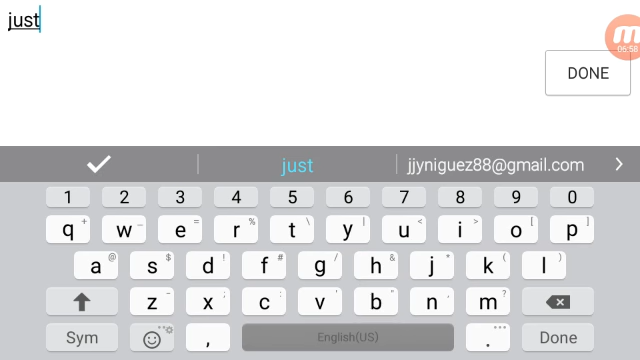 just
06:58
DONE
just jjyniguez88@gmail.com
1 2 3 4 5 6 7 8 9 0
q + w _ e = r % t \ y | u < i > o [ p ]
a @ s $ d ! f # g / h & j * k ( l )
z - x ; c : v ' b " n , m ?
Sym , English(US) . Done